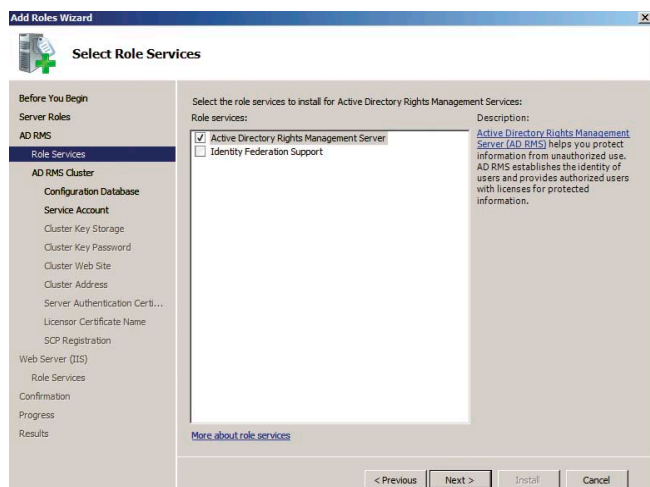 Add Roles Wizard
Select Role Services
Before You Begin
Server Roles
AD RMS
Role Services
AD RMS Cluster
Configuration Database
Service Account
Cluster Key Storage
Cluster Key Password
Cluster Web Site
Cluster Address
Server Authentication Certi...
Licensor Certificate Name
SCP Registration
Web Server (IIS)
Role Services
Confirmation
Progress
Results
Select the role services to install for Active Directory Rights Management Services:
Role services:
Active Directory Rights Management Server
Identity Federation Support
More about role services
Description:
Active Directory Rights Management
Server (AD RMS) helps you protect
information from unauthorized use.
AD RMS establishes the identity of
users and provides authorized users
with licenses for protected
information.
< Previous Next > Install Cancel